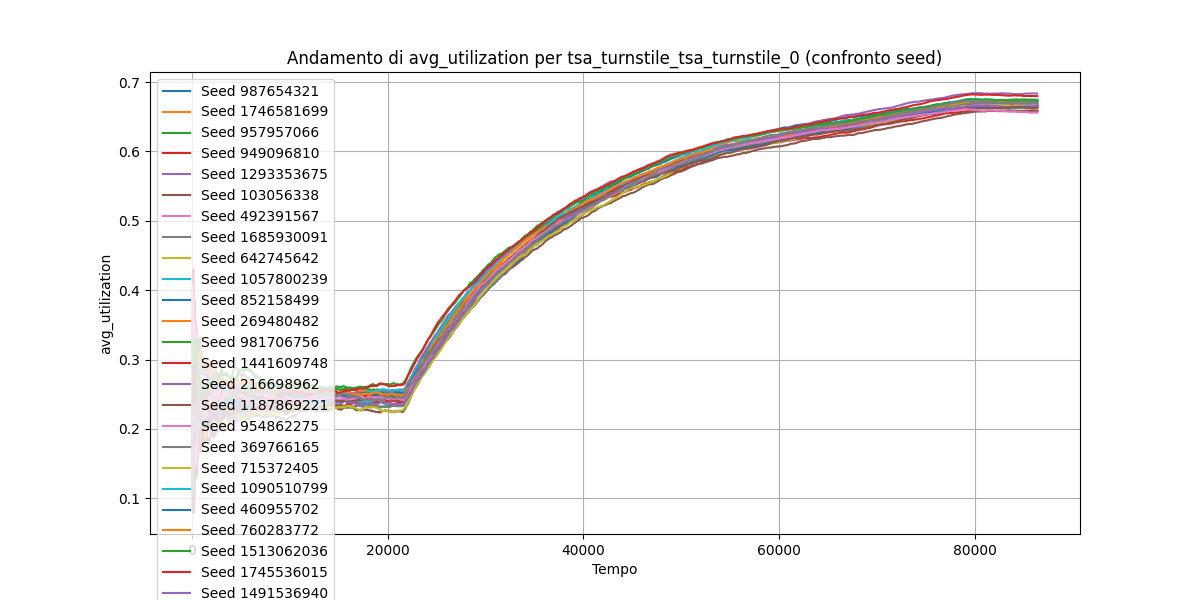 Andamento di avg_utilization per tsa_turnstile_tsa_turnstile_0 (confronto seed)
avg_utilization
0.7
0.6
0.5
0.4
0.3
0.2
0.1
Seed 987654321
Seed 1746581699
Seed 957957066
Seed 949096810
Seed 1293353675
Seed 103056338
Seed 492391567
Seed 1685930091
Seed 642745642
Seed 1057800239
Seed 852158499
Seed 269480482
Seed 981706756
Seed 1441609748
Seed 216698962
Seed 1187869221
Seed 954862275
Seed 369766165
Seed 715372405
Seed 1090510799
Seed 460955702
Seed 760283772
Seed 1513062036
Seed 1745536015
Seed 1491536940
0 20000 40000 60000 80000
Tempo